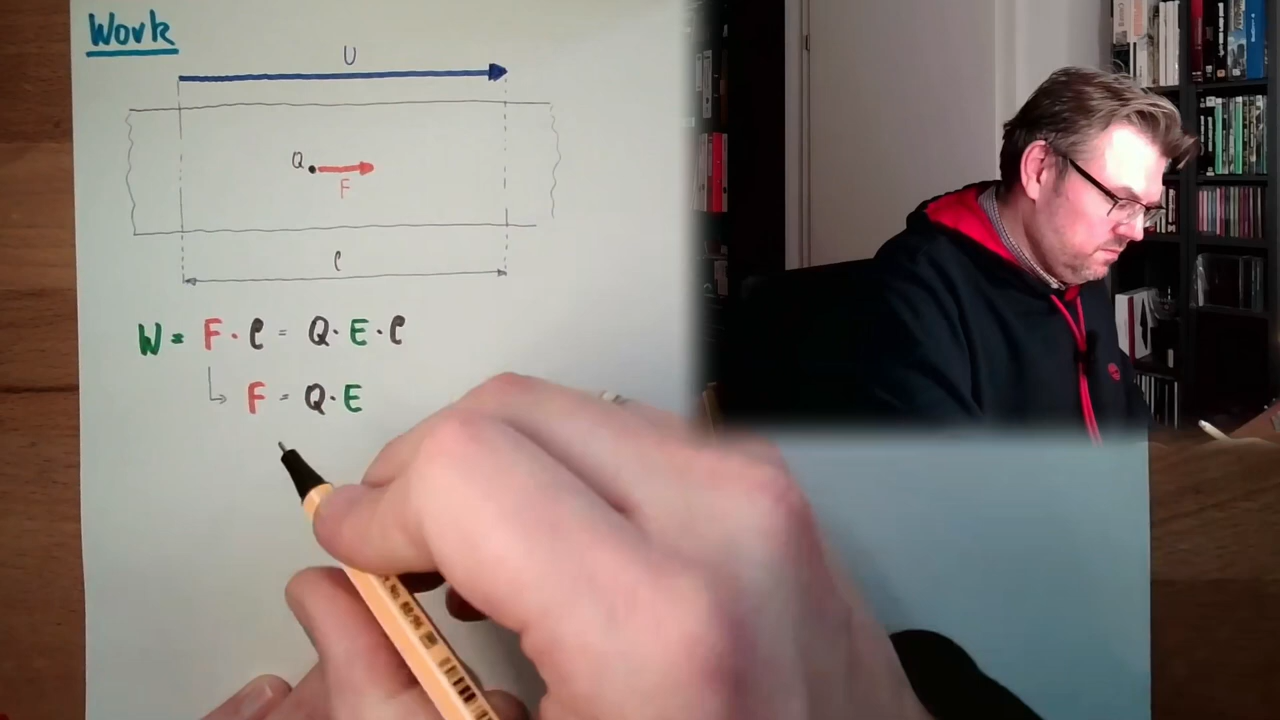 Work
U
Q
F
l
W = F · l = Q · E · l
F = Q · E